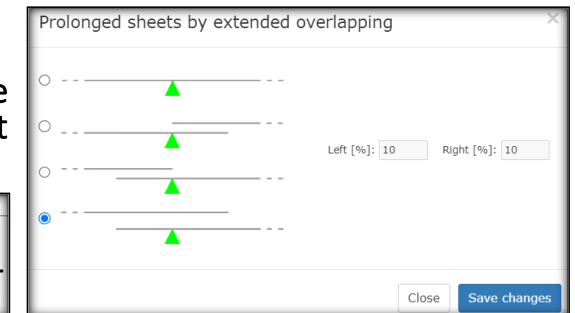 Prolonged sheets by extended overlapping ×
Left [%]: 10 Right [%]: 10
Close Save changes